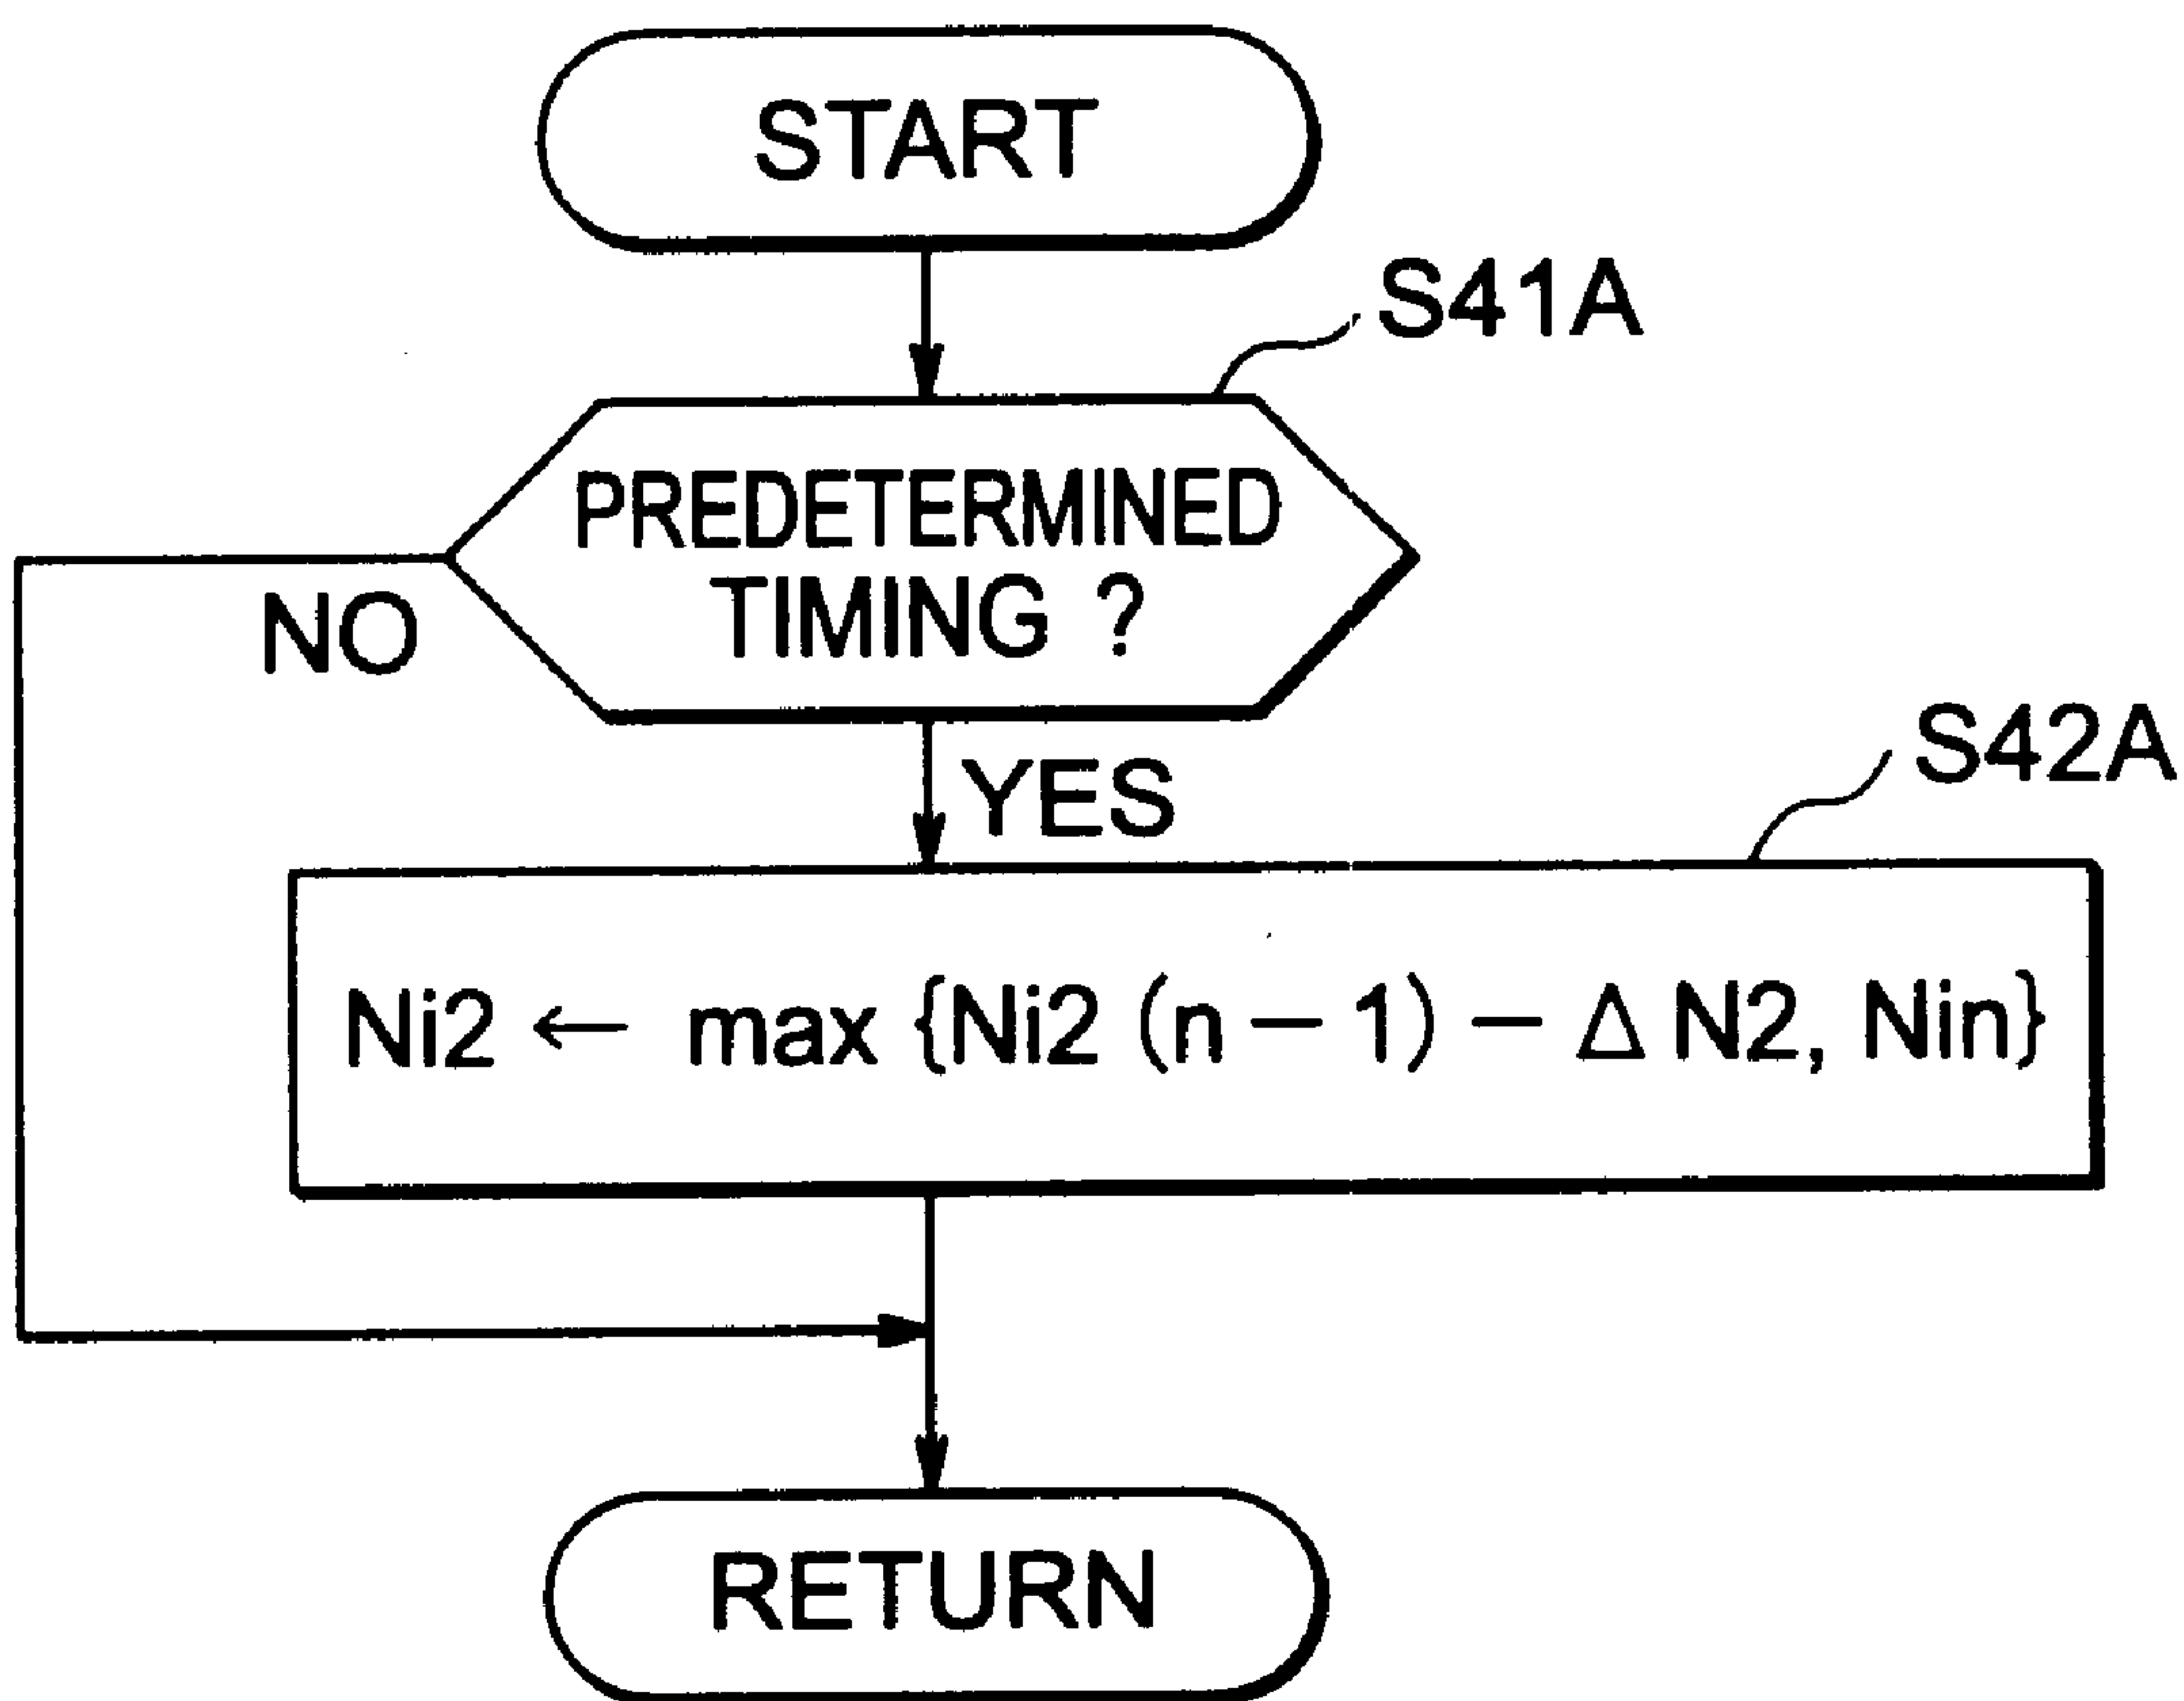 START
S41A
PREDETERMINED
TIMING ?
NO
YES
S42A
Ni2 ← max {Ni2 (n − 1) − Δ N2, Nin}
RETURN